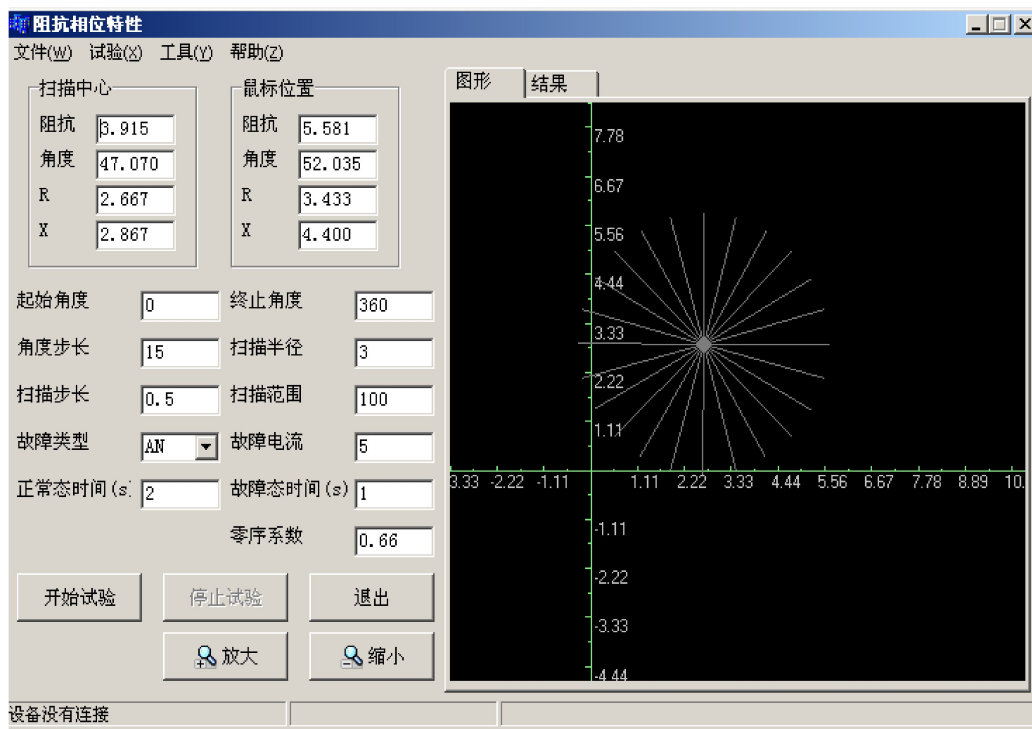 阻抗相位特性
文件(W) 试验(X) 工具(Y) 帮助(Z)
扫描中心 鼠标位置 图形 结果
阻抗 3.915 阻抗 5.581
角度 47.070 角度 52.035
R 2.667 R 3.433
X 2.867 X 4.400
起始角度 0 终止角度 360
角度步长 15 扫描半径 3
扫描步长 0.5 扫描范围 100
故障类型 AN 故障电流 5
正常态时间(s) 2 故障态时间(s) 1
零序系数 0.66
开始试验 停止试验 退出
放大 缩小
7.78
6.67
5.56
4.44
3.33
2.22
1.11
3.33 -2.22 -1.11 1.11 2.22 3.33 4.44 5.56 6.67 7.78 8.89 10.
-1.11
-2.22
-3.33
-4.44
设备没有连接